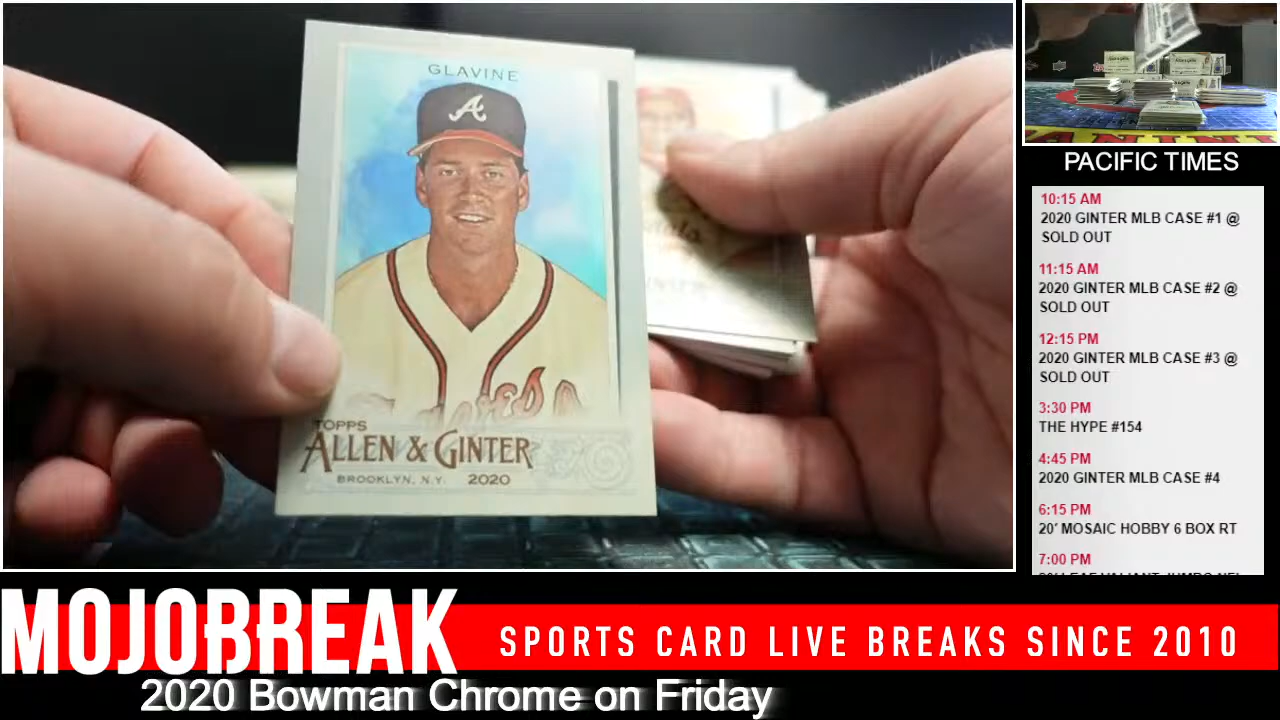 GLAVINE
A
TOPPS
ALLEN & GINTER
BROOKLYN, N.Y. 2020
PACIFIC TIMES
10:15 AM
2020 GINTER MLB CASE #1 @
SOLD OUT
11:15 AM
2020 GINTER MLB CASE #2 @
SOLD OUT
12:15 PM
2020 GINTER MLB CASE #3 @
SOLD OUT
3:30 PM
THE HYPE #154
4:45 PM
2020 GINTER MLB CASE #4
6:15 PM
20' MOSAIC HOBBY 6 BOX RT
7:00 PM
MOJOBREAK
SPORTS CARD LIVE BREAKS SINCE 2010
2020 Bowman Chrome on Friday